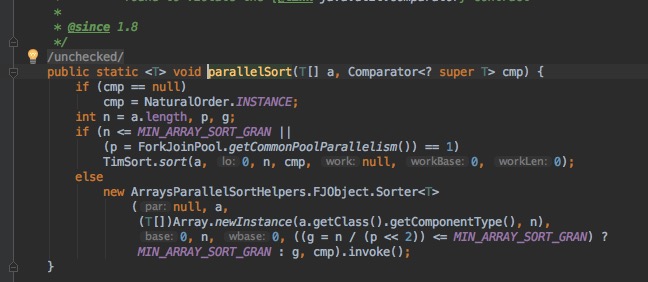 *
* @since 1.8
*/
/unchecked/
public static <T> void parallelSort(T[] a, Comparator<? super T> cmp) {
if (cmp == null)
cmp = NaturalOrder.INSTANCE;
int n = a.length, p, g;
if (n <= MIN_ARRAY_SORT_GRAN ||
(p = ForkJoinPool.getCommonPoolParallelism()) == 1)
TimSort.sort(a, lo: 0, n, cmp, work: null, workBase: 0, workLen: 0);
else
new ArraysParallelSortHelpers.FJObject.Sorter<T>
(par: null, a,
(T[])Array.newInstance(a.getClass().getComponentType(), n),
base: 0, n, wbase: 0, ((g = n / (p << 2)) <= MIN_ARRAY_SORT_GRAN) ?
MIN_ARRAY_SORT_GRAN : g, cmp).invoke();
}